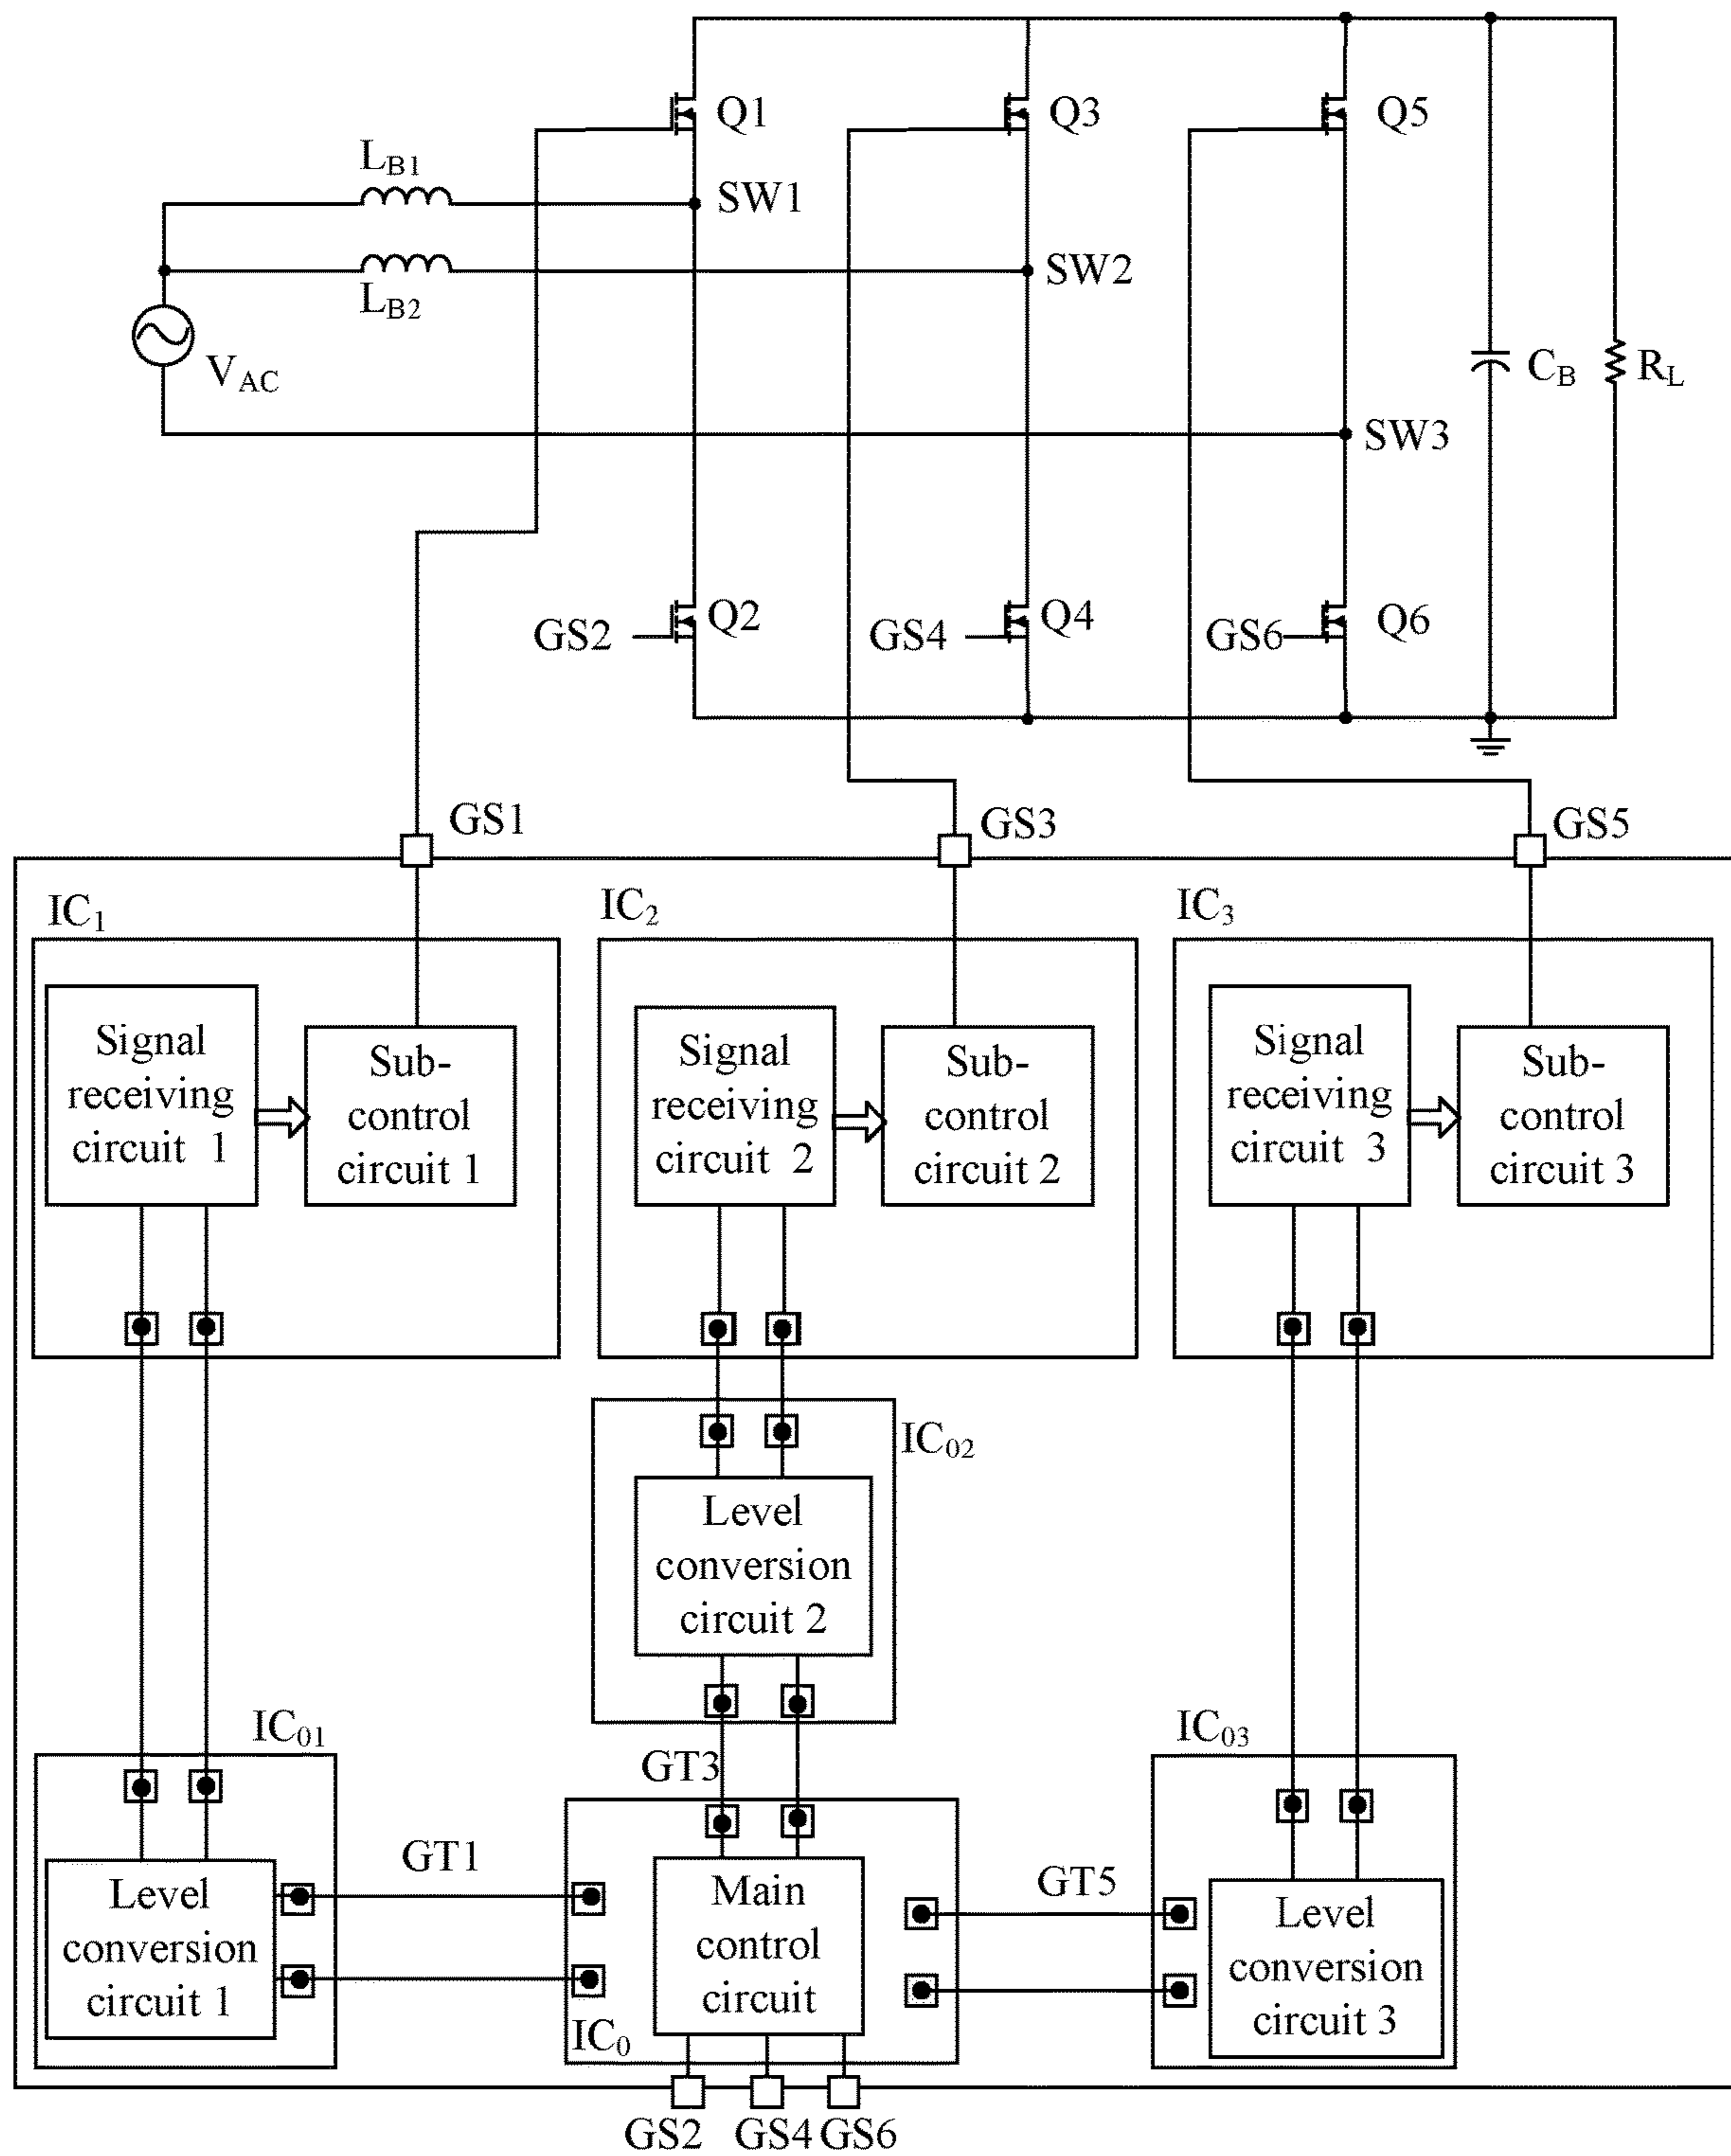 Q1
Q3
Q5
LB1
SW1
SW2
LB2
VAC
CB
RL
SW3
GS2
Q2
GS4
Q4
GS6
Q6
GS1
GS3
GS5
IC1
IC2
IC3
Signal
receiving
circuit 1
Sub-
control
circuit 1
Signal
receiving
circuit 2
Sub-
control
circuit 2
Signal
receiving
circuit 3
Sub-
control
circuit 3
IC02
Level
conversion
circuit 2
IC01
GT3
IC03
GT1
Level
conversion
circuit 1
Main
control
circuit
IC0
GT5
Level
conversion
circuit 3
GS2
GS4
GS6